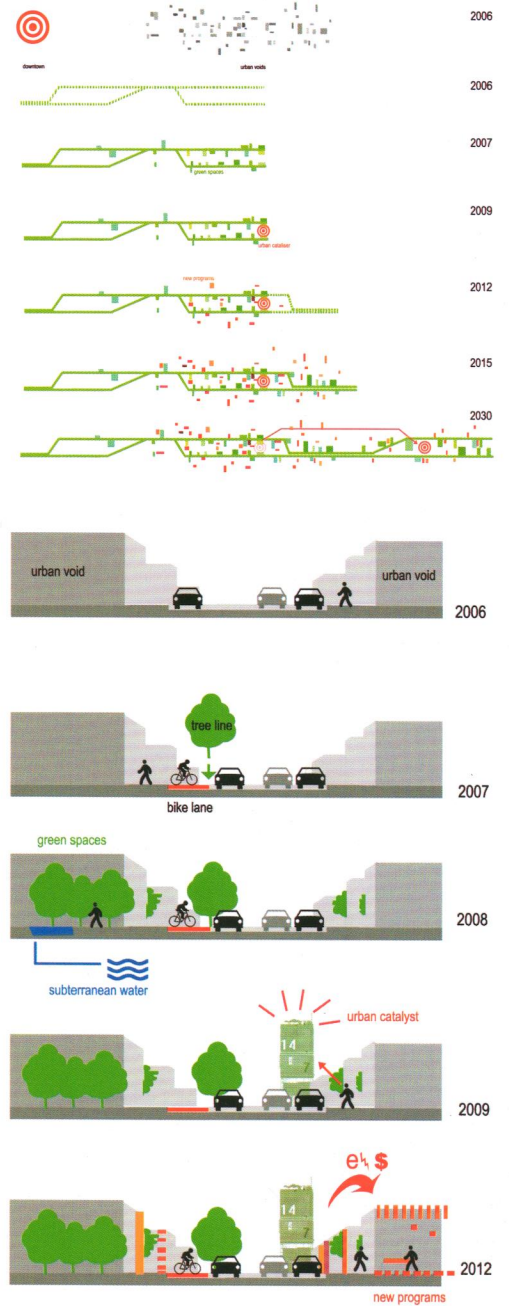 2006
downtown
urban voids
2006
2007
green spaces
2009
urban catalyser
new programs
2012
2015
2030
urban void
urban void
2006
tree line
bike lane
2007
green spaces
2008
subterranean water
urban catalyst
14
7
2009
e $
14
7
2012
new programs